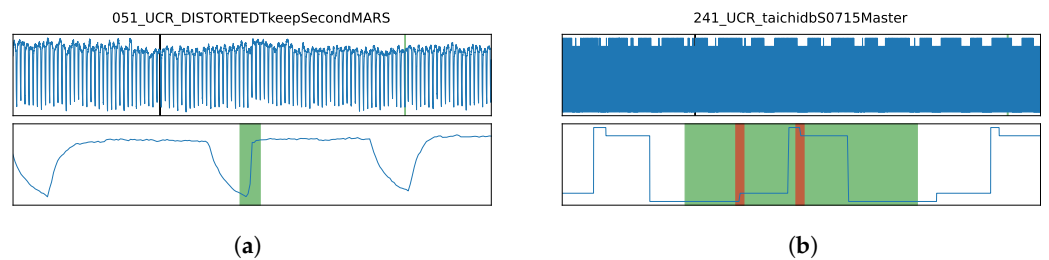 051_UCR_DISTORTEDTkeepSecondMARS
241_UCR_taichidbS0715Master
(a)
(b)